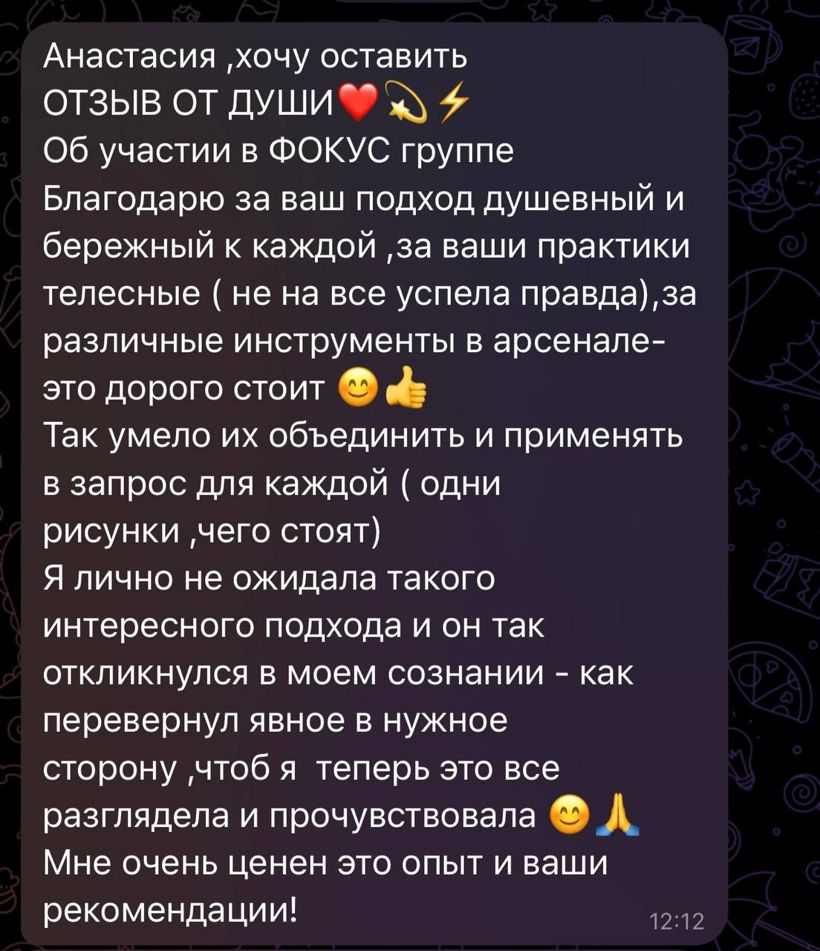 Анастасия ,хочу оставить
ОТЗЫВ ОТ ДУШИ❤️💫⚡
Об участии в ФОКУС группе
Благодарю за ваш подход душевный и
бережный к каждой ,за ваши практики
телесные ( не на все успела правда),за
различные инструменты в арсенале-
это дорого стоит 😊👍
Так умело их объединить и применять
в запрос для каждой ( одни
рисунки ,чего стоят)
Я лично не ожидала такого
интересного подхода и он так
откликнулся в моем сознании - как
перевернул явное в нужное
сторону ,чтоб я  теперь это все
разглядела и прочувствовала 😊🙏
Мне очень ценен это опыт и ваши
рекомендации!
12:12